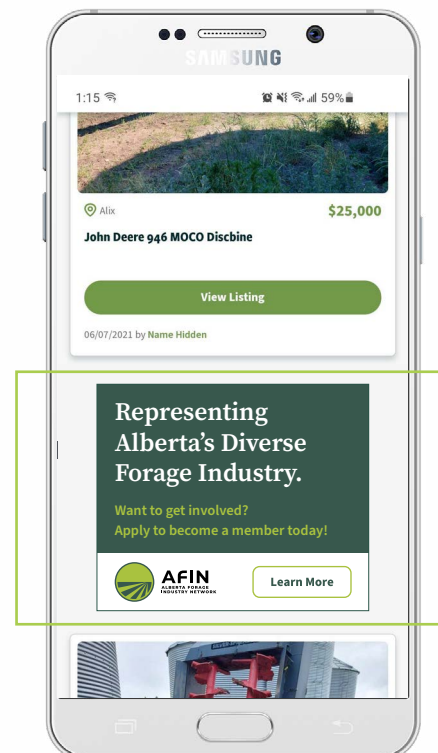 SAMSUNG
1:15
59%
Alix
$25,000
John Deere 946 MOCO Discbine
View Listing
06/07/2021 by Name Hidden
Representing
Alberta's Diverse
Forage Industry.
Want to get involved?
Apply to become a member today!
AFIN
ALBERTA FORAGE
INDUSTRY NETWORK
Learn More